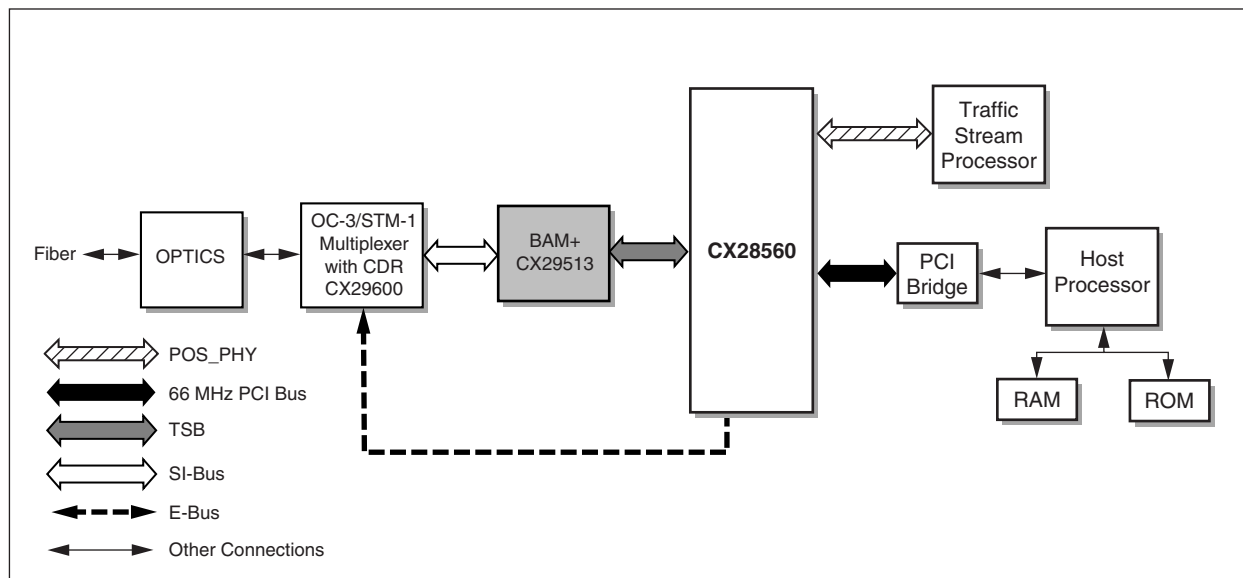 Traffic
Stream
Processor
OC-3/STM-1
Multiplexer
with CDR
CX29600
BAM+
CX29513
CX28560
Fiber
OPTICS
PCI
Bridge
Host
Processor
RAM
ROM
POS_PHY
66 MHz PCI Bus
TSB
SI-Bus
E-Bus
Other Connections